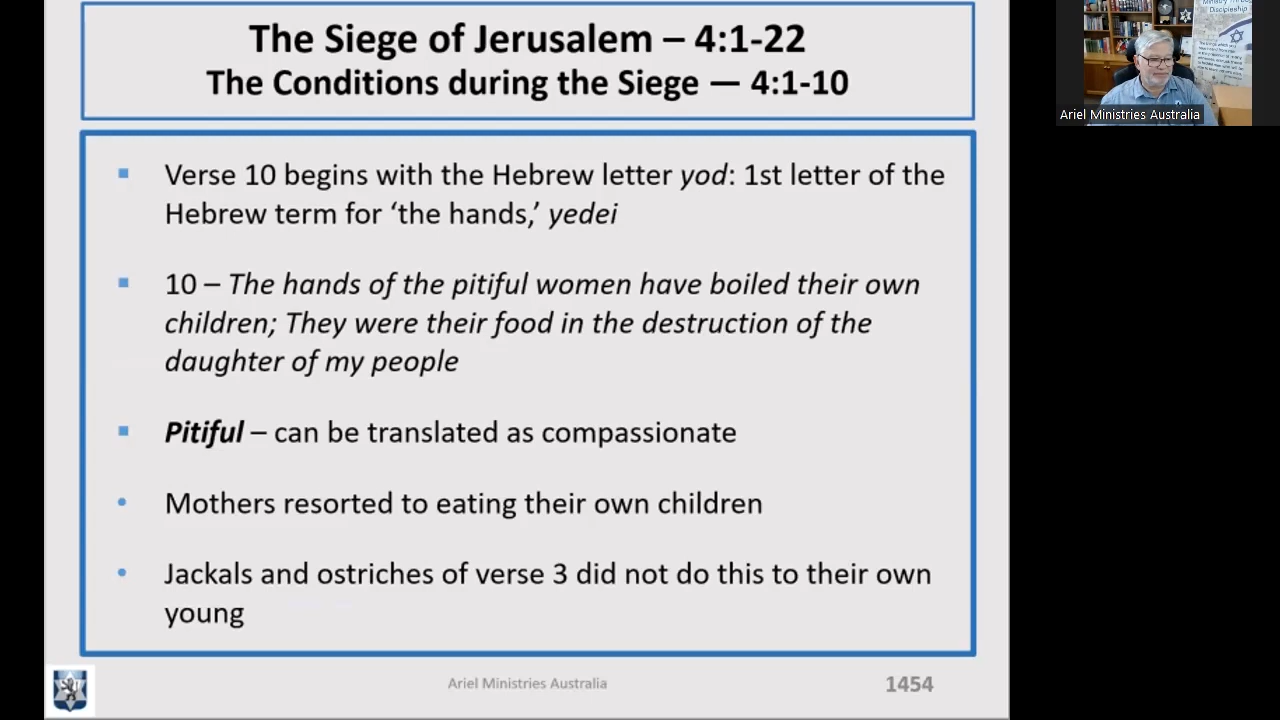 The Siege of Jerusalem – 4:1-22
The Conditions during the Siege — 4:1-10
Verse 10 begins with the Hebrew letter yod: 1st letter of the
Hebrew term for ‘the hands,’ yedei
10 – The hands of the pitiful women have boiled their own
children; They were their food in the destruction of the
daughter of my people
Pitiful – can be translated as compassionate
Mothers resorted to eating their own children
Jackals and ostriches of verse 3 did not do this to their own
young
Ariel Ministries Australia
1454
Discipleship
Ariel Ministries Australia